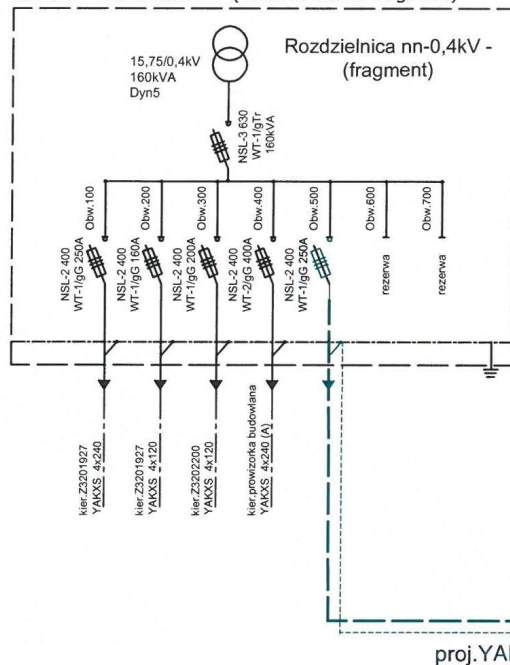 Rozdzielnica nn-0,4kV -
(fragment)
15,75/0,4kV
160kVA
Dyn5
NSL-3 630
WT-1/gTr
160kVA
Obw.100
Obw.200
Obw.300
Obw.400
Obw.500
Obw.600
Obw.700
NSL-2 400
WT-1/gG 250A
NSL-2 400
WT-1/gG 160A
NSL-2 400
WT-1/gG 200A
NSL-2 400
WT-2/gG 400A
NSL-2 400
WT-1/gG 250A
rezerwa
rezerwa
kier.Z3201927
YAKXS 4x240
kier.Z3201927
YAKXS 4x120
kier.Z3202200
YAKXS 4x120
kier.prowizorka budowlana
YAKXS 4x240 (A)
proj.YAI